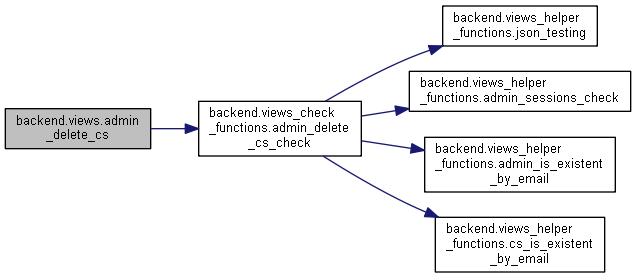 backend.views.admin
_delete_cs
backend.views_check
_functions.admin_delete
_cs_check
backend.views_helper
_functions.json_testing
backend.views_helper
_functions.admin_sessions_check
backend.views_helper
_functions.admin_is_existent
_by_email
backend.views_helper
_functions.cs_is_existent
_by_email